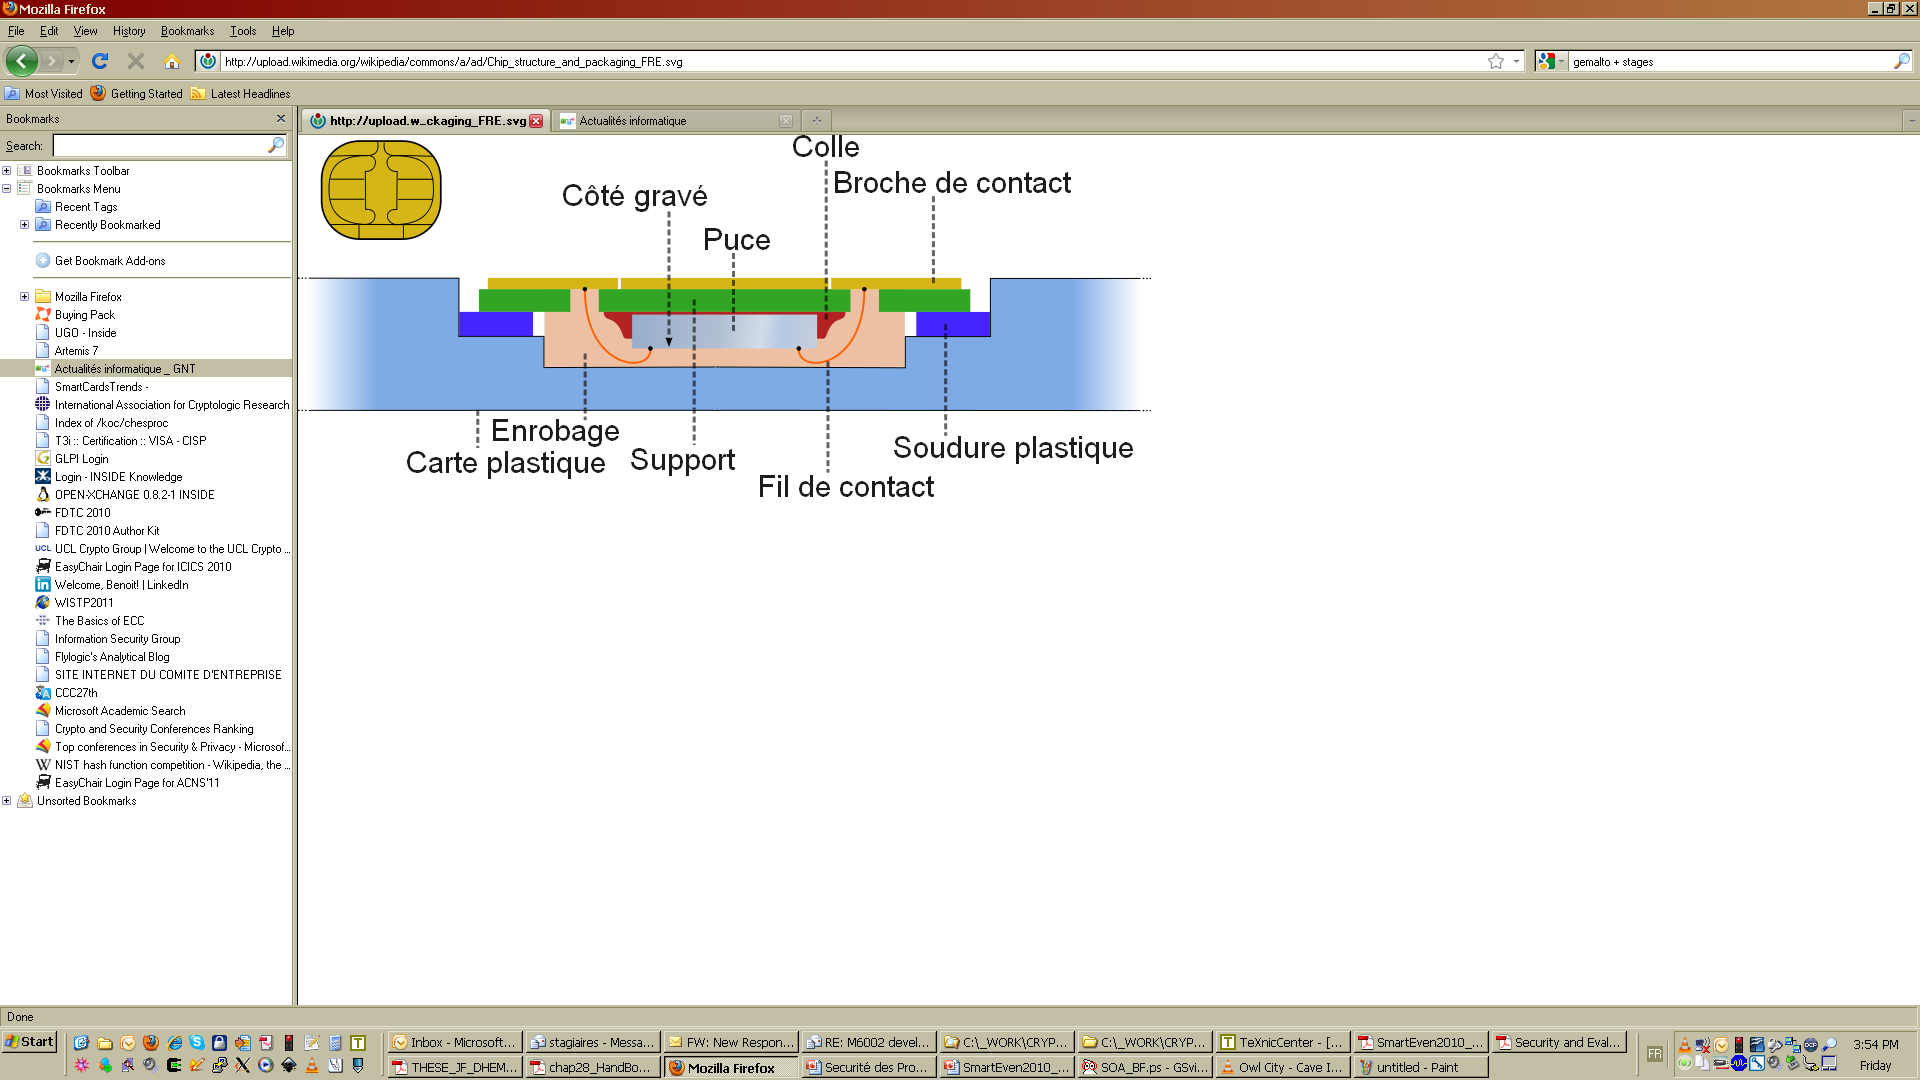 Mozilla Firefox
File Edit View History Bookmarks Tools Help
http://upload.wikimedia.org/wikipedia/commons/a/ad/Chip_structure_and_packaging_FRE.svg
gemalto + stages
Most Visited Getting Started Latest Headlines
Bookmarks
Search:
Bookmarks Toolbar
Bookmarks Menu
Recent Tags
Recently Bookmarked
Get Bookmark Add-ons
Mozilla Firefox
Buying Pack
UGO - Inside
Artemis 7
Actualités informatique _ GNT
SmartCardsTrends -
International Association for Cryptologic Research
Index of /koc/chesproc
T3i :: Certification :: VISA - CISP
GLPI Login
Login - INSIDE Knowledge
OPEN-XCHANGE 0.8.2-1 INSIDE
FDTC 2010
FDTC 2010 Author Kit
UCL Crypto Group | Welcome to the UCL Crypto ...
EasyChair Login Page for ICICS 2010
Welcome, Benoit! | LinkedIn
WISTP2011
The Basics of ECC
Information Security Group
Flylogic's Analytical Blog
SITE INTERNET DU COMITE D'ENTREPRISE
CCC27th
Microsoft Academic Search
Crypto and Security Conferences Ranking
Top conferences in Security & Privacy - Microsof...
NIST hash function competition - Wikipedia, the ...
EasyChair Login Page for ACNS'11
Unsorted Bookmarks
http://upload.w_ckaging_FRE.svg
Actualités informatique
Colle
Broche de contact
Côté gravé
Puce
Enrobage
Carte plastique
Support
Soudure plastique
Fil de contact
Done
Start
Inbox - Microsoft... stagiaires - Messa... FW: New Respon... RE: M6002 devel... C:\_WORK\CRYP... C:\_WORK\CRYP... TeXnicCenter - [... SmartEven2010_... Security and Eval...
THESE_JF_DHEM... chap28_HandBo... Mozilla Firefox Securité des Pro... SmartEven2010_... SOA_BF.ps - GSvi... Owl City - Cave I... untitled - Paint
FR
3:54 PM
Friday